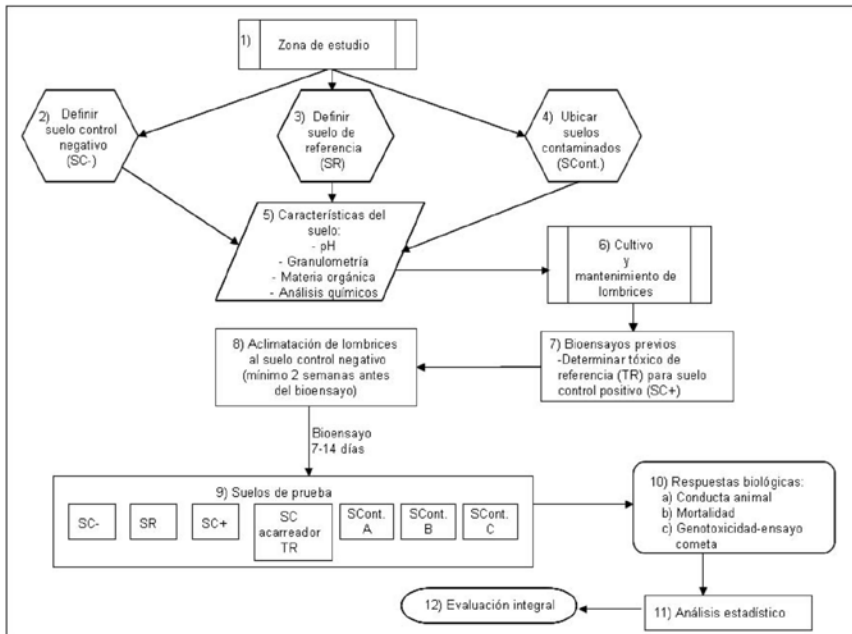 1)
Zona de estudio
2) Definir
suelo control
negativo
(SC-)
3) Definir
suelo de
referencia
(SR)
4) Ubicar
suelos
contaminados
(SCont.)
5) Características del
suelo:
- pH
- Granulometría
- Materia orgánica
- Análisis químicos
6) Cultivo
y
mantenimiento de
lombrices
7) Bioensayos previos
-Determinar tóxico de
referencia (TR) para suelo
control positivo (SC+)
8) Aclimatación de lombrices
al suelo control negativo
(mínimo 2 semanas antes
del bioensayo)
Bioensayo
7-14 días
9) Suelos de prueba
SC-
SR
SC+
SC
acarreador
TR
SCont.
A
SCont.
B
SCont.
C
10) Respuestas biológicas:
a) Conducta animal
b) Mortalidad
c) Genotoxicidad-ensayo
cometa
11) Análisis estadístico
12) Evaluación integral